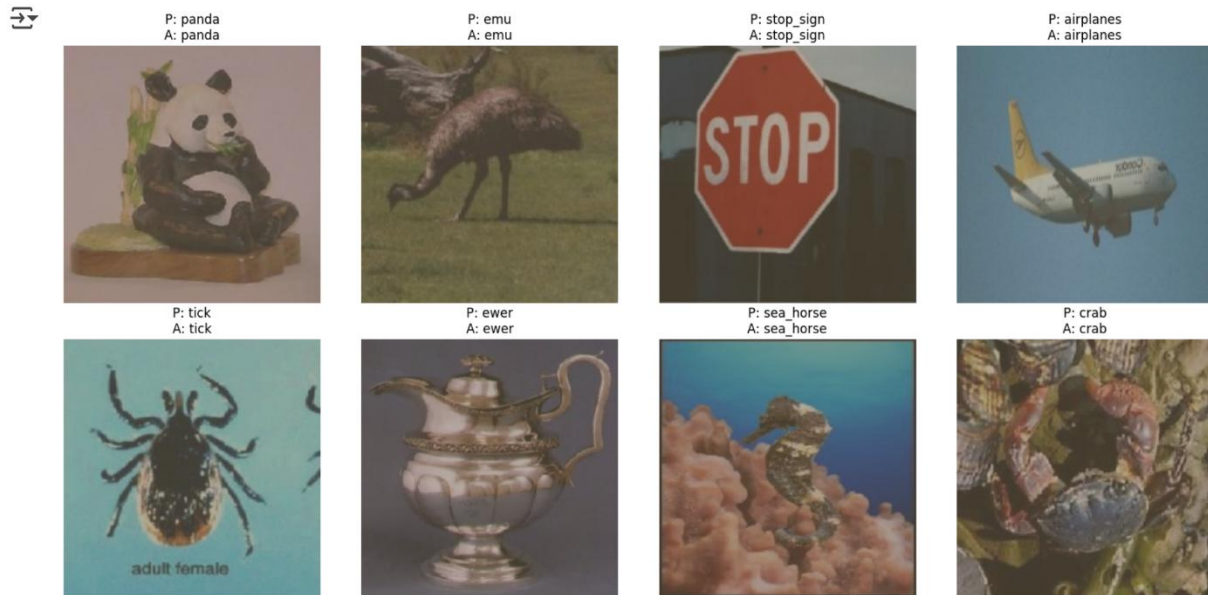 P: panda
A: panda
P: emu
A: emu
P: stop_sign
A: stop_sign
P: airplanes
A: airplanes
STOP
Condor
P: tick
A: tick
P: ewer
A: ewer
P: sea_horse
A: sea_horse
P: crab
A: crab
adult female